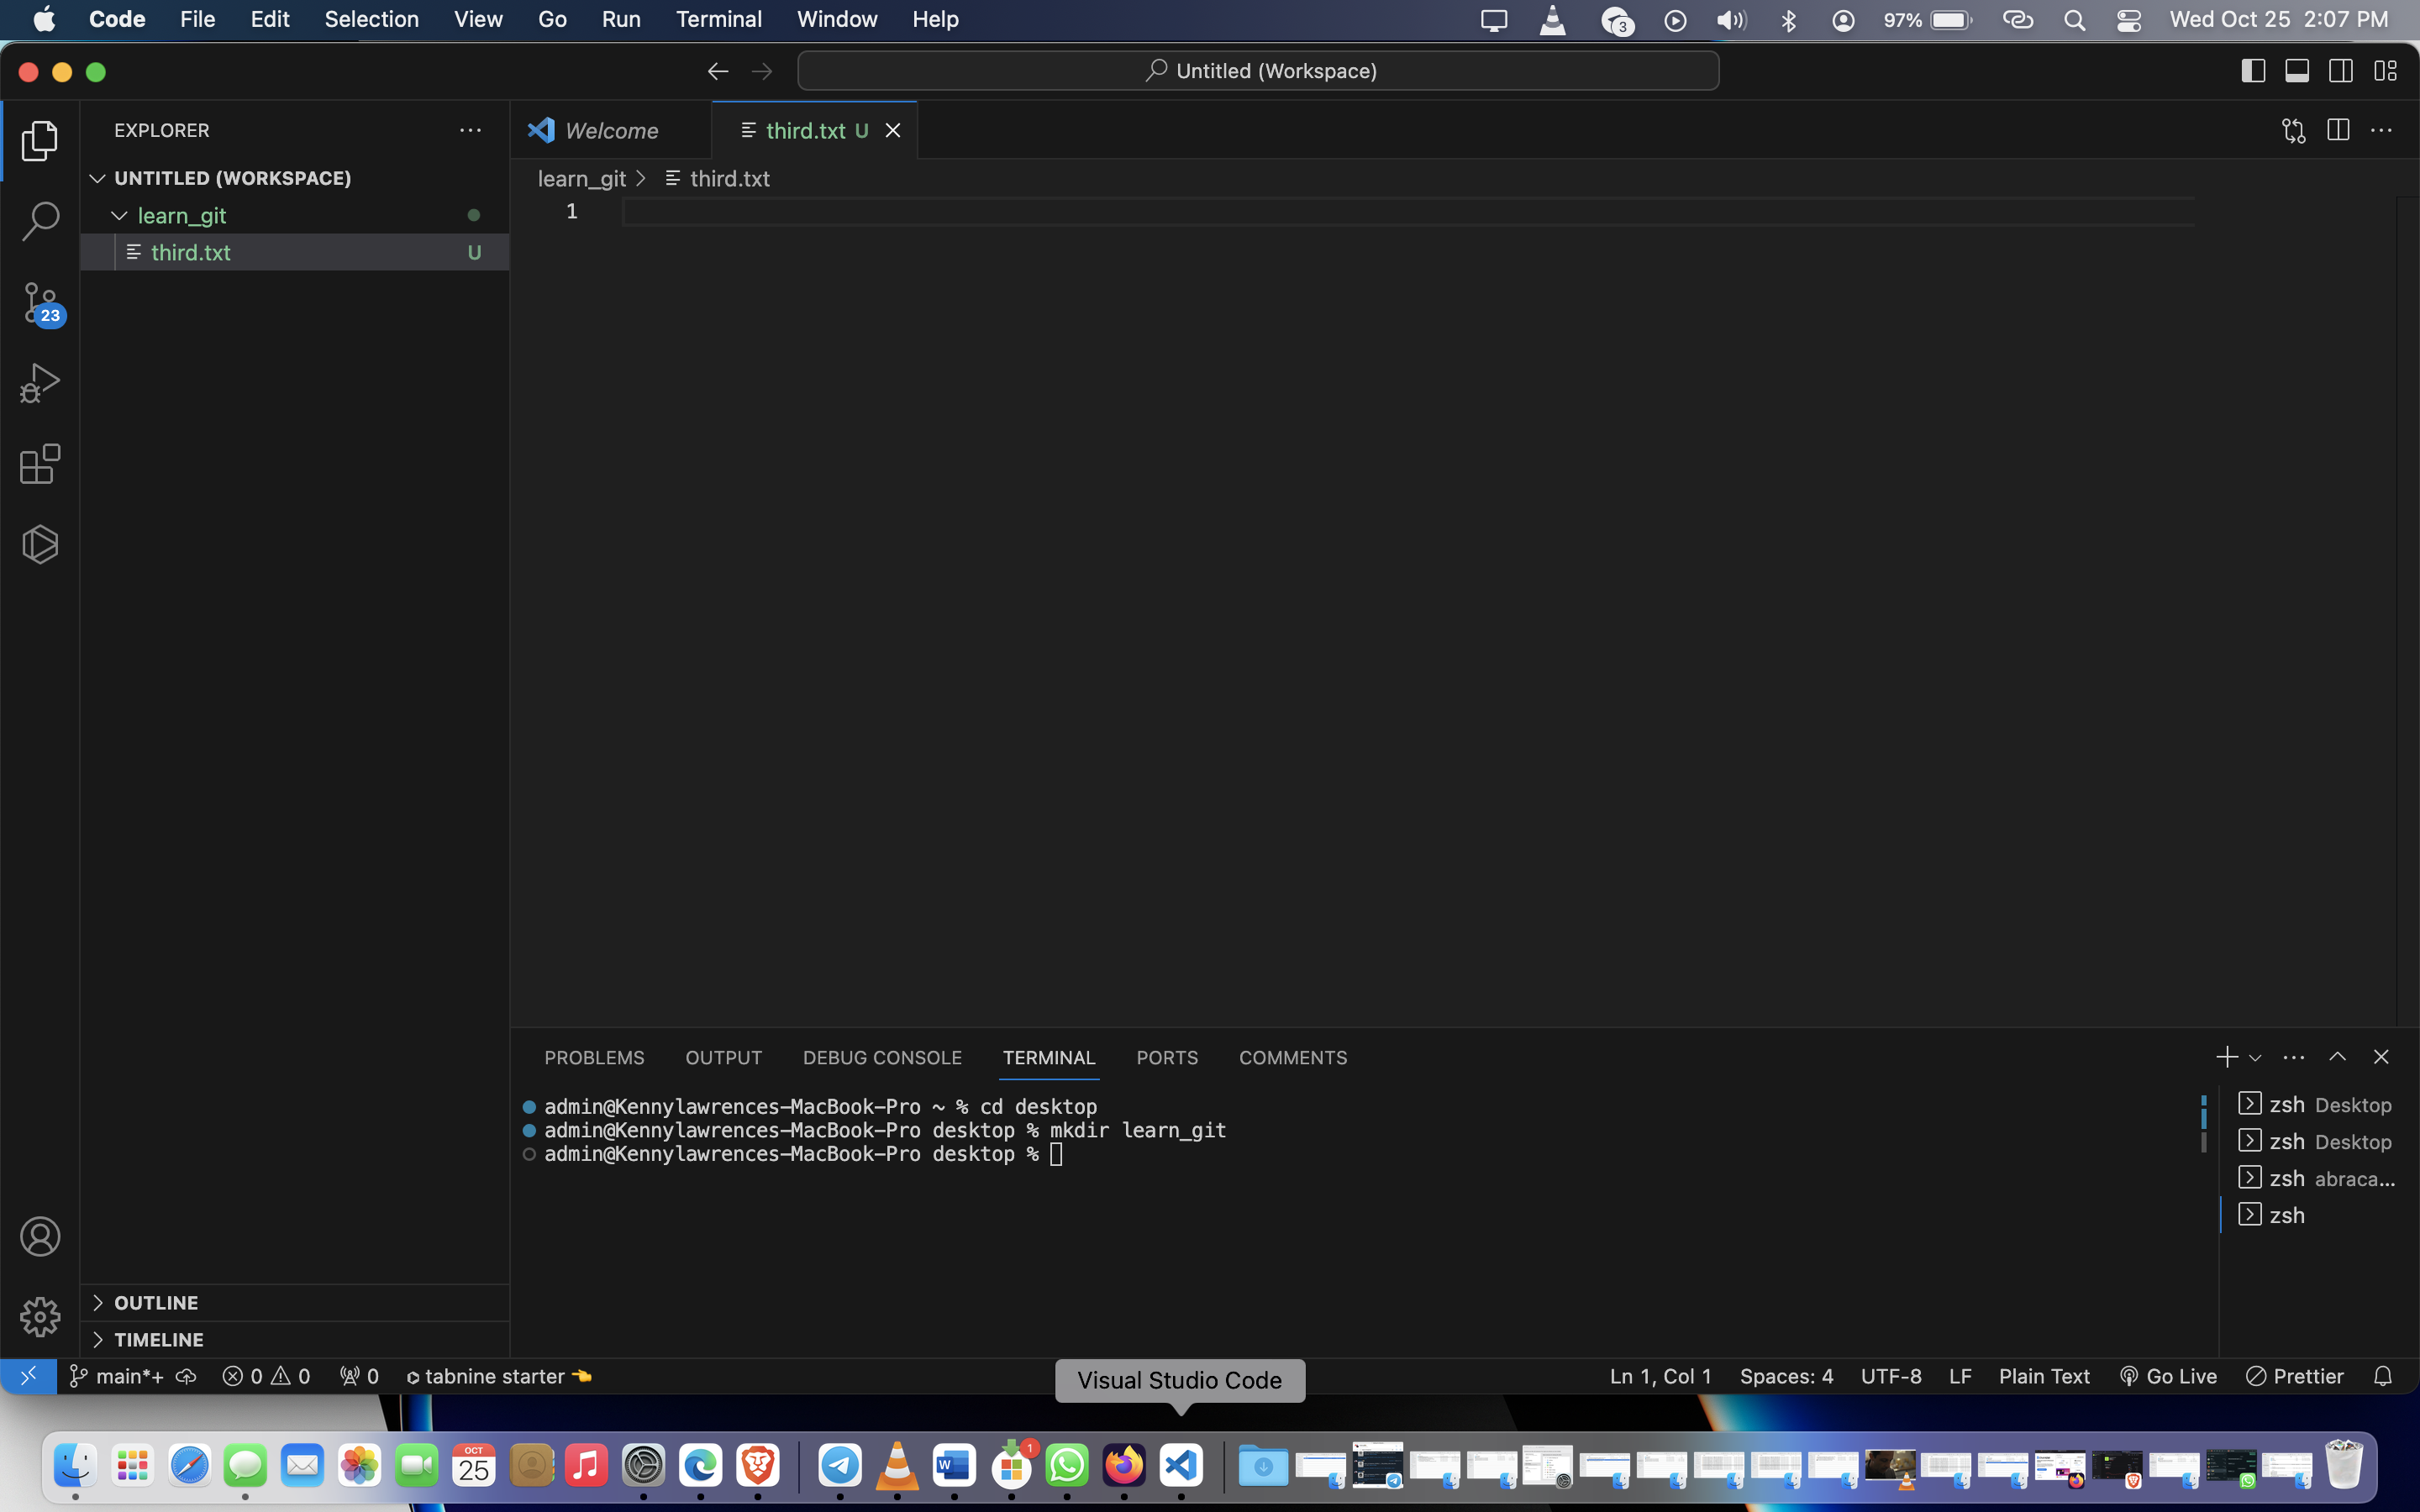 Code File Edit Selection View Go Run Terminal Window Help 3 97% Wed Oct 25 2:07 PM
Untitled (Workspace)
EXPLORER
Welcome
third.txt U
UNTITLED (WORKSPACE)
learn_git
third.txt U
learn_git > third.txt
1
23
PROBLEMS OUTPUT DEBUG CONSOLE TERMINAL PORTS COMMENTS
admin@Kennylawrences-MacBook-Pro ~ % cd desktop
admin@Kennylawrences-MacBook-Pro desktop % mkdir learn_git
admin@Kennylawrences-MacBook-Pro desktop %
zsh Desktop
zsh Desktop
zsh abraca...
zsh
OUTLINE
TIMELINE
main*+ 0 0 0 tabnine starter
Ln 1, Col 1 Spaces: 4 UTF-8 LF Plain Text Go Live Prettier
Visual Studio Code
OCT
25
W
1